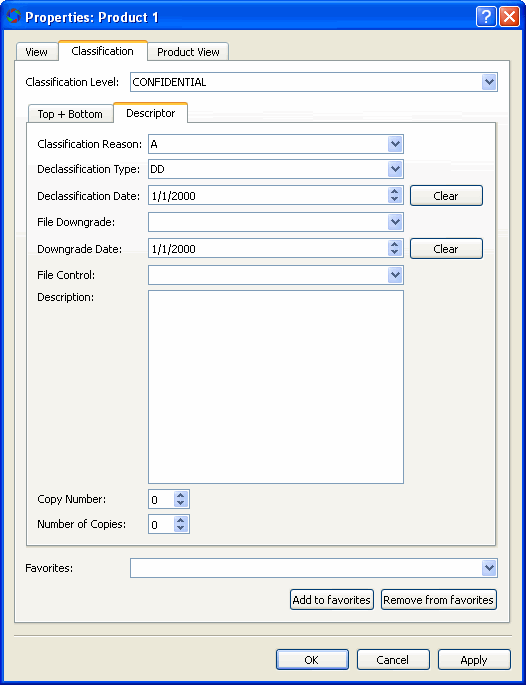 Properties: Product 1
View Classification Product View
Classification Level: CONFIDENTIAL
Top + Bottom Descriptor
Classification Reason: A
Declassification Type: DD
Declassification Date: 1/1/2000 Clear
File Downgrade:
Downgrade Date: 1/1/2000 Clear
File Control:
Description:
Copy Number: 0
Number of Copies: 0
Favorites:
Add to favorites Remove from favorites
OK Cancel Apply